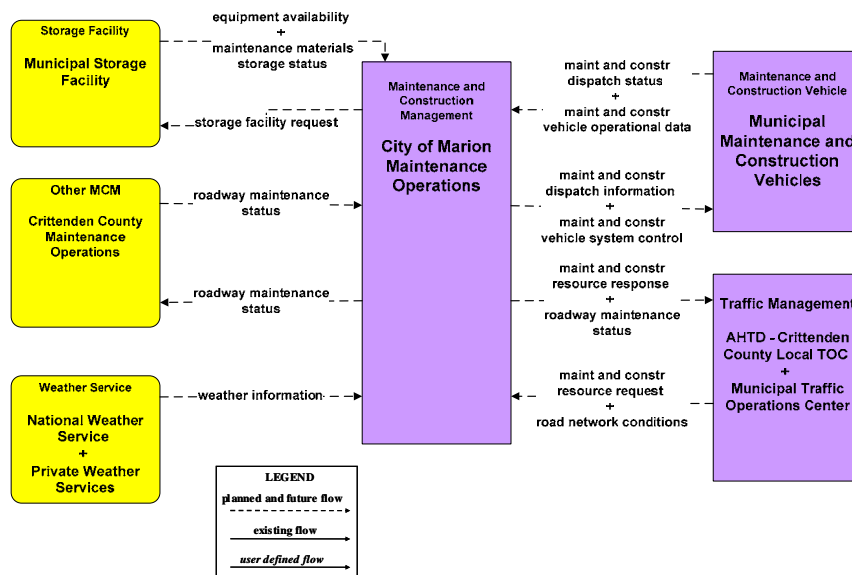 Storage Facility
Municipal Storage
Facility
equipment availability
+
maintenance materials
storage status
storage facility request
Other MCM
Crittenden County
Maintenance
Operations
roadway maintenance
status
roadway maintenance
status
Weather Service
National Weather
Service
+
Private Weather
Services
weather information
Maintenance and
Construction
Management
City of Marion
Maintenance
Operations
maint and constr
dispatch status
+
maint and constr
vehicle operational data
maint and constr
dispatch information
+
maint and constr
vehicle system control
maint and constr
resource response
+
roadway maintenance
status
maint and constr
resource request
+
road network conditions
Maintenance and
Construction Vehicle
Municipal
Maintenance and
Construction
Vehicles
Traffic Management
AHTD - Crittenden
County Local TOC
+
Municipal Traffic
Operations Center
LEGEND
planned and future flow
existing flow
user defined flow